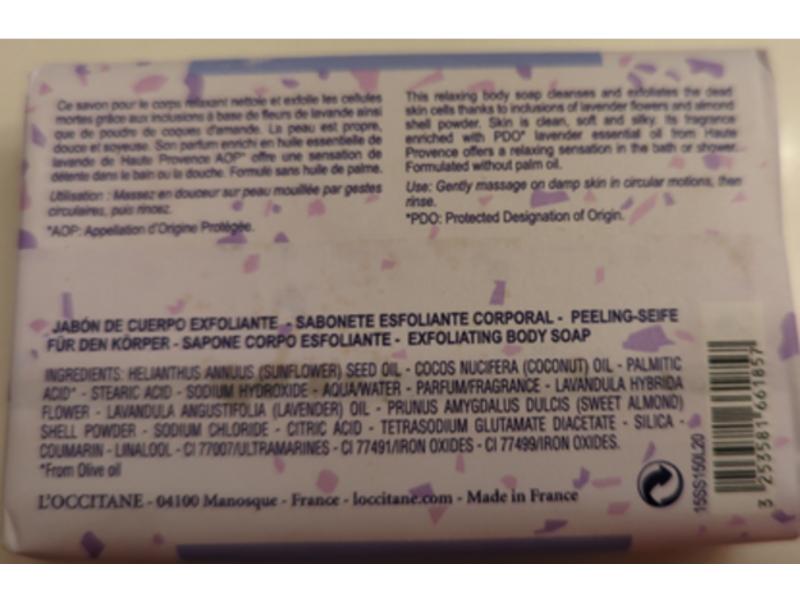 Ce savon pour le corps relaxant nettoie et exfolie les cellules
mortes grâce aux inclusions à base de fleurs de lavande ainsi
que de poudre de coques d'amande. La peau est propre,
douce et soyeuse. Son parfum enrichi en huile essentielle de
lavande de Haute Provence AOP* offre une sensation de
détente dans le bain ou la douche. Formulé sans huile de palme.
Utilisation : Massez en douceur sur peau mouillée par gestes
circulaires, puis rincez.
*AOP: Appellation d'Origine Protégée.
This relaxing body soap cleanses and exfoliates the dead
skin cells thanks to inclusions of lavender flowers and almond
shell powder. Skin is clean, soft and silky. Its fragrance
enriched with PDO* lavender essential oil from Haute
Provence offers a relaxing sensation in the bath or shower.
Formulated without palm oil.
Use: Gently massage on damp skin in circular motions, then
rinse.
*PDO: Protected Designation of Origin.
JABÓN DE CUERPO EXFOLIANTE - SABONETE ESFOLIANTE CORPORAL - PEELING-SEIFE
FÜR DEN KÖRPER - SAPONE CORPO ESFOLIANTE - EXFOLIATING BODY SOAP
INGREDIENTS: HELIANTHUS ANNUUS (SUNFLOWER) SEED OIL - COCOS NUCIFERA (COCONUT) OIL - PALMITIC
ACID* - STEARIC ACID - SODIUM HYDROXIDE - AQUA/WATER - PARFUM/FRAGRANCE - LAVANDULA HYBRIDA
FLOWER - LAVANDULA ANGUSTIFOLIA (LAVENDER) OIL - PRUNUS AMYGDALUS DULCIS (SWEET ALMOND)
SHELL POWDER - SODIUM CHLORIDE - CITRIC ACID - TETRASODIUM GLUTAMATE DIACETATE - SILICA -
COUMARIN - LINALOOL - CI 77007/ULTRAMARINES - CI 77491/IRON OXIDES - CI 77499/IRON OXIDES.
*From Olive oil
L'OCCITANE - 04100 Manosque - France - loccitane.com - Made in France
15SS150L20
3 253581 661857